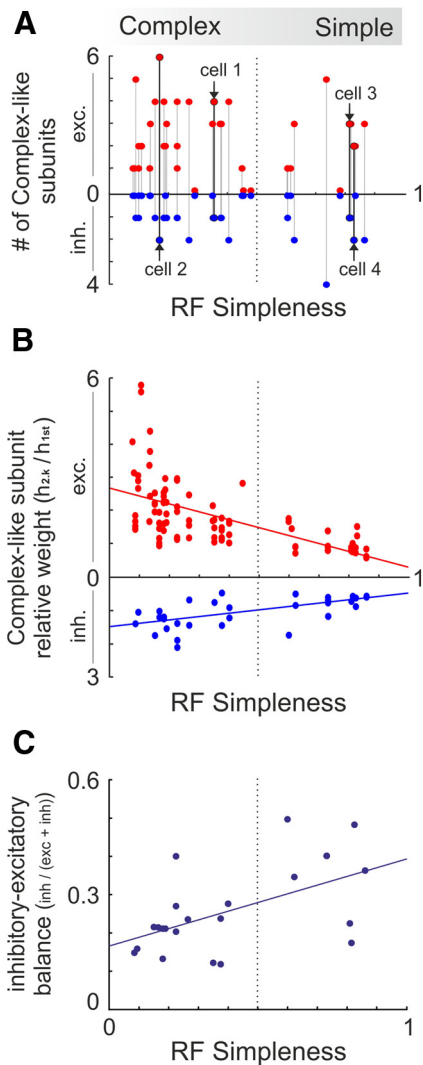 A
Complex Simple
6
cell 1
cell 3
# of Complex-like
subunits
exc.
0
1
inh.
cell 2
cell 4
4
RF Simpleness
B
6
Complex-like subunit
relative weight (h2.k / h1st)
exc.
0
1
inh.
3
RF Simpleness
C
0.6
inhibitory-excitatory
balance (inh / (exc + inh))
0.3
0
0
1
RF Simpleness